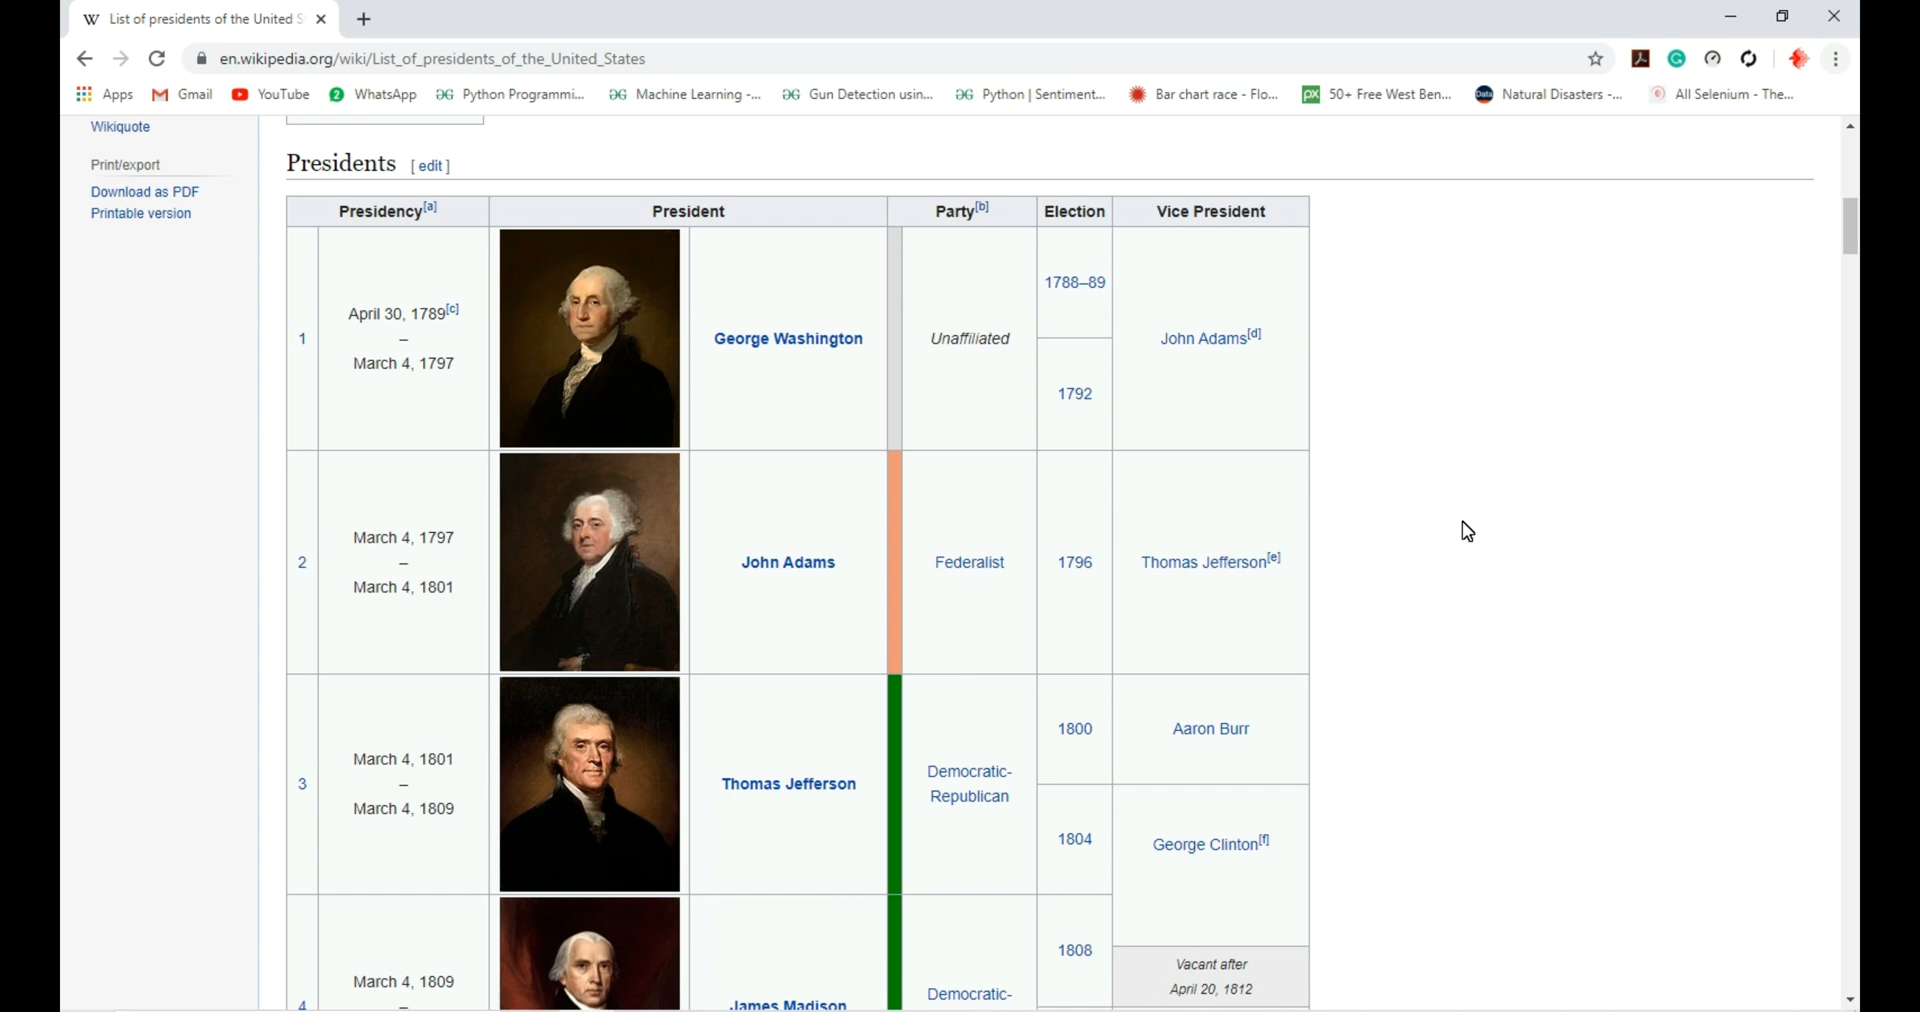 List of presidents of the United S
en.wikipedia.org/wiki/List_of_presidents_of_the_United_States
Apps Gmail YouTube 2 WhatsApp Python Programmi... Machine Learning -... Gun Detection usin... Python | Sentiment... Bar chart race - Flo... 50+ Free West Ben... Natural Disasters -... All Selenium - The...
Wikiquote
Print/export
Download as PDF
Printable version
Presidents [ edit ]
Presidency[a] President Party[b] Election Vice President
1
April 30, 1789[c]
–
March 4, 1797
George Washington
Unaffiliated
1788–89
1792
John Adams[d]
2
March 4, 1797
–
March 4, 1801
John Adams
Federalist
1796
Thomas Jefferson[e]
3
March 4, 1801
–
March 4, 1809
Thomas Jefferson
Democratic-
Republican
1800
1804
Aaron Burr
George Clinton[f]
4
March 4, 1809
–
James Madison
Democratic-
1808
Vacant after
April 20, 1812